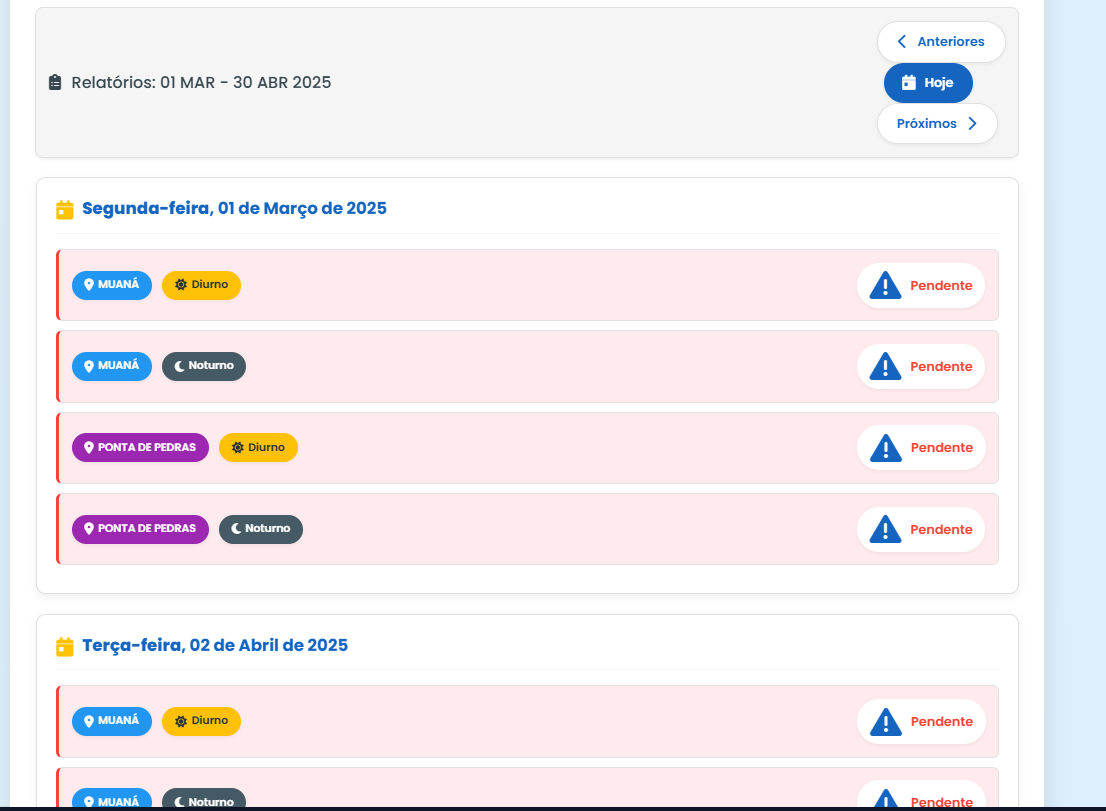 Anteriores
Relatórios: 01 MAR - 30 ABR 2025
Hoje
Próximos
Segunda-feira, 01 de Março de 2025
MUANÁ Diurno Pendente
MUANÁ Noturno Pendente
PONTA DE PEDRAS Diurno Pendente
PONTA DE PEDRAS Noturno Pendente
Terça-feira, 02 de Abril de 2025
MUANÁ Diurno Pendente
MUANÁ Noturno Pendente